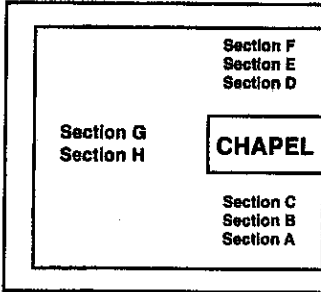 Section F
Section E
Section D
Section G
Section H
CHAPEL
Section C
Section B
Section A